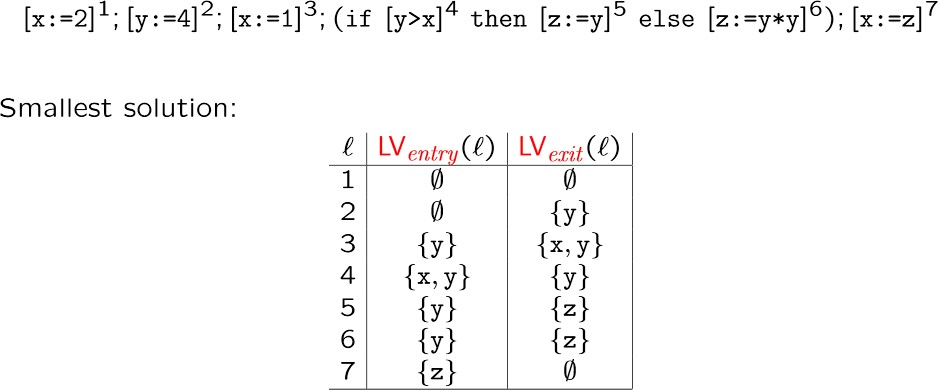 [x:=2]1; [y:=4]2; [x:=1]3; (if [y>x]4 then [z:=y]5 else [z:=y*y]6); [x:=z]7
Smallest solution:
ℓ LVentry(ℓ) LVexit(ℓ)
1 ∅ ∅
2 ∅ {y}
3 {y} {x, y}
4 {x, y} {y}
5 {y} {z}
6 {y} {z}
7 {z} ∅